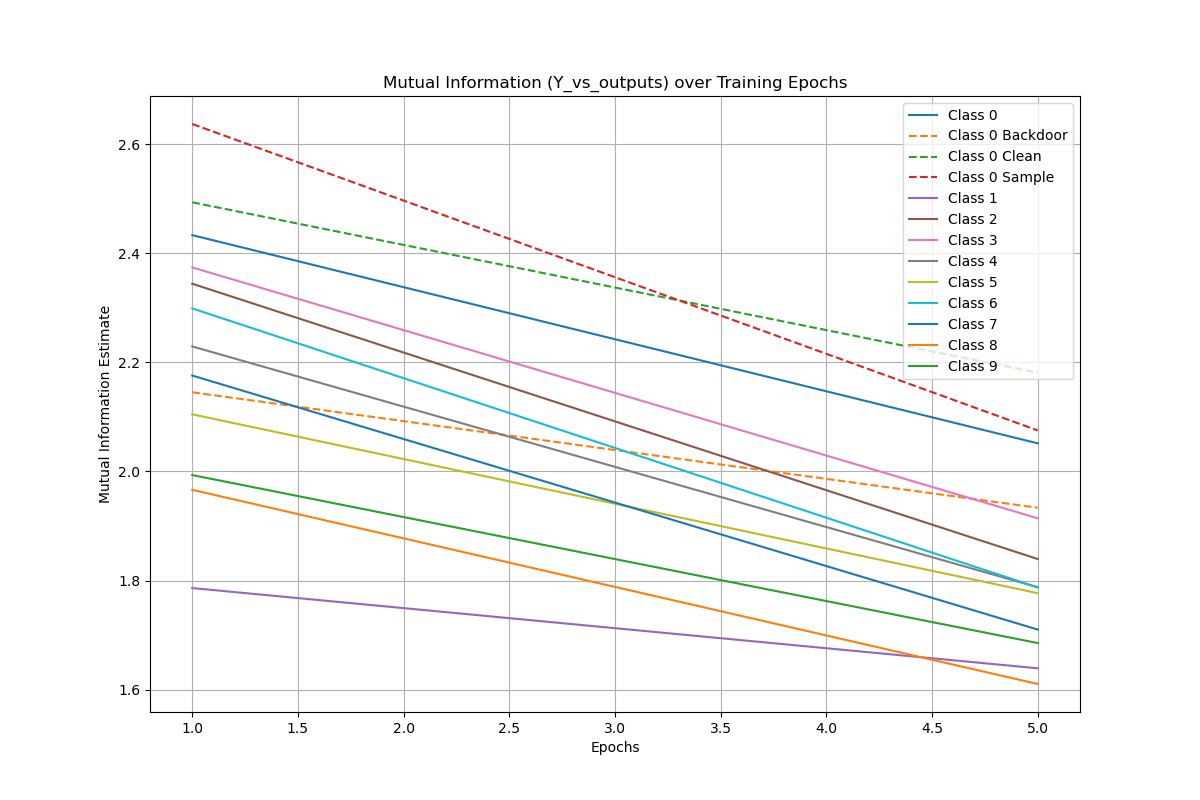 Mutual Information (Y_vs_outputs) over Training Epochs
Mutual Information Estimate
2.6
2.4
2.2
2.0
1.8
1.6
Class 0
Class 0 Backdoor
Class 0 Clean
Class 0 Sample
Class 1
Class 2
Class 3
Class 4
Class 5
Class 6
Class 7
Class 8
Class 9
1.0 1.5 2.0 2.5 3.0 3.5 4.0 4.5 5.0
Epochs